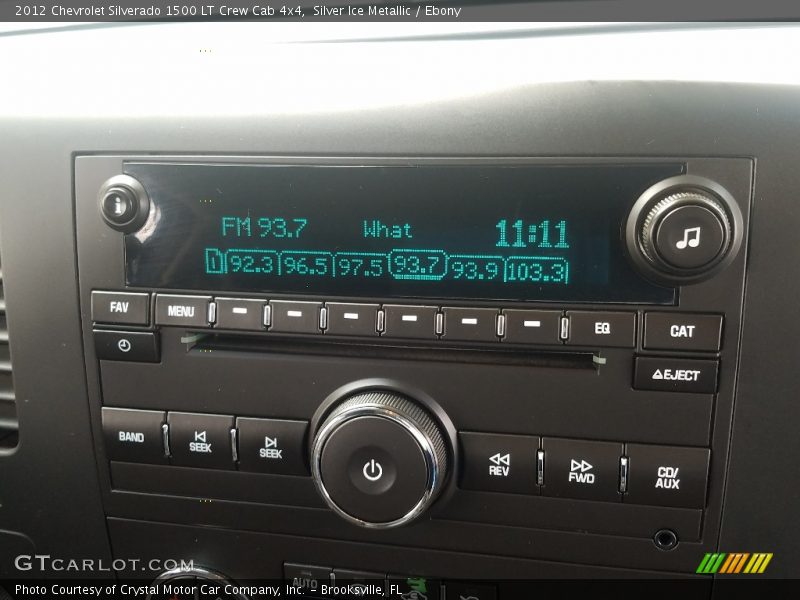 2012 Chevrolet Silverado 1500 LT Crew Cab 4x4, Silver Ice Metallic / Ebony
FM 93.7 What 11:11
1 92.3 96.5 97.5 93.7 93.9 103.3
FAV MENU EQ CAT
EJECT
BAND SEEK SEEK REV FWD CD/AUX
AUTO
GTCARLOT.COM
Photo Courtesy of Crystal Motor Car Company, Inc. - Brooksville, FL